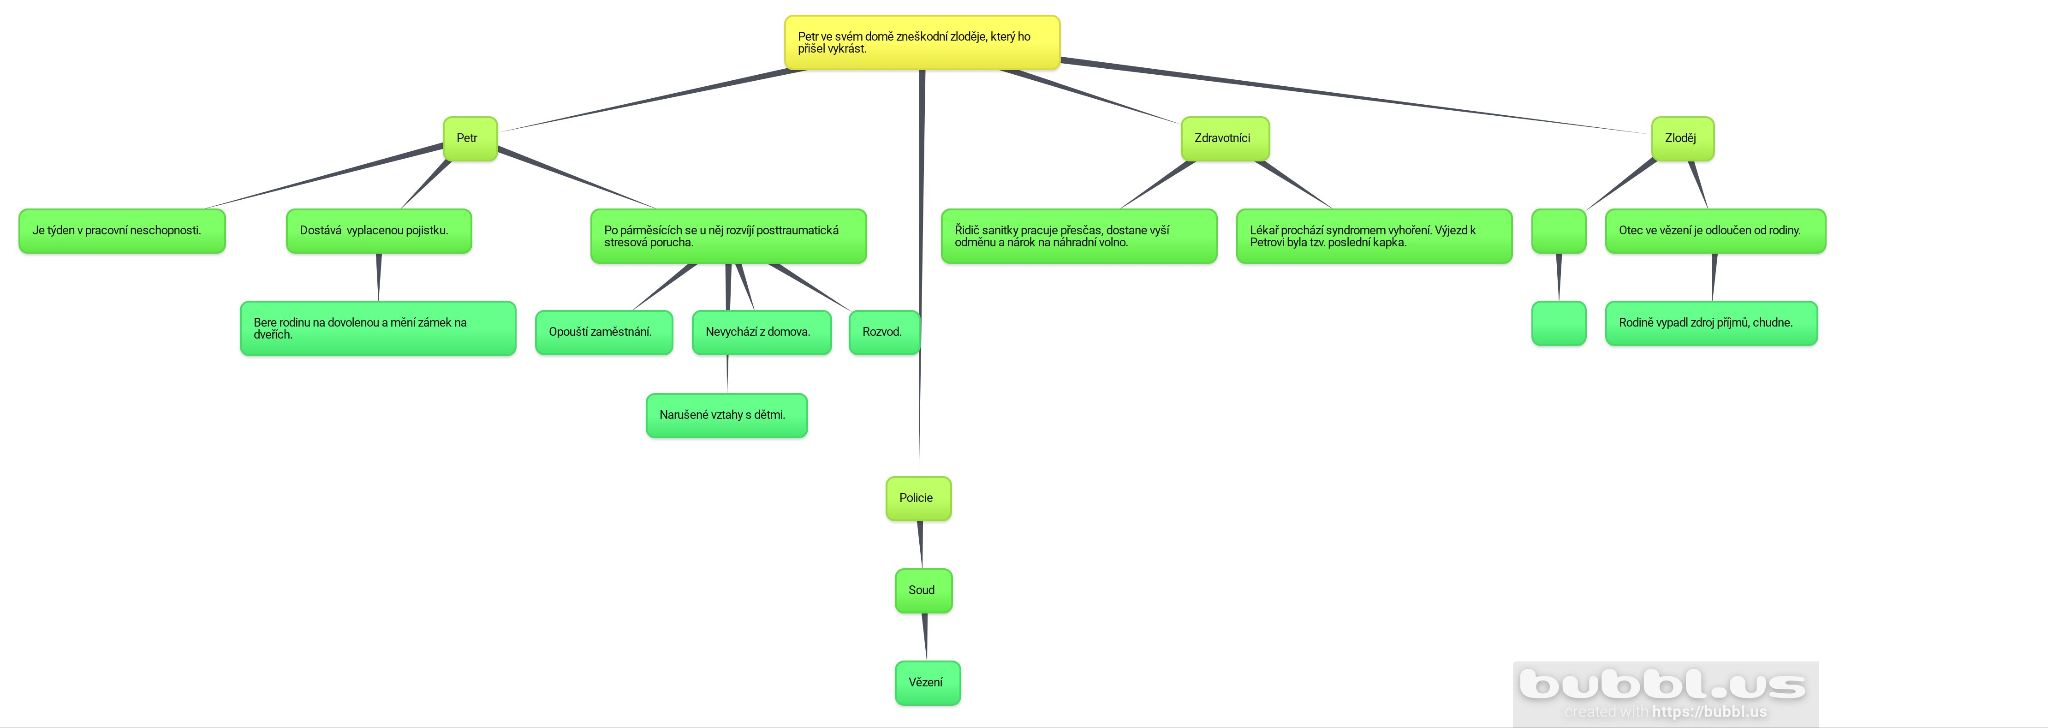 Petr ve svém domě zneškodní zloděje, který ho
přišel vykrást.
Petr
Zdravotníci
Zloděj
Je týden v pracovní neschopnosti.
Dostává  vyplacenou pojistku.
Po párměsících se u něj rozvíjí posttraumatická
stresová porucha.
Řidič sanitky pracuje přesčas, dostane vyší
odměnu a nárok na náhradní volno.
Lékař prochází syndromem vyhoření. Výjezd k
Petrovi byla tzv. poslední kapka.
Otec ve vězení je odloučen od rodiny.
Bere rodinu na dovolenou a mění zámek na
dveřích.
Opouští zaměstnání.
Nevychází z domova.
Rozvod.
Rodině vypadl zdroj příjmů, chudne.
Narušené vztahy s dětmi.
Policie
Soud
Vězení
bubbl.us
created with https://bubbl.us